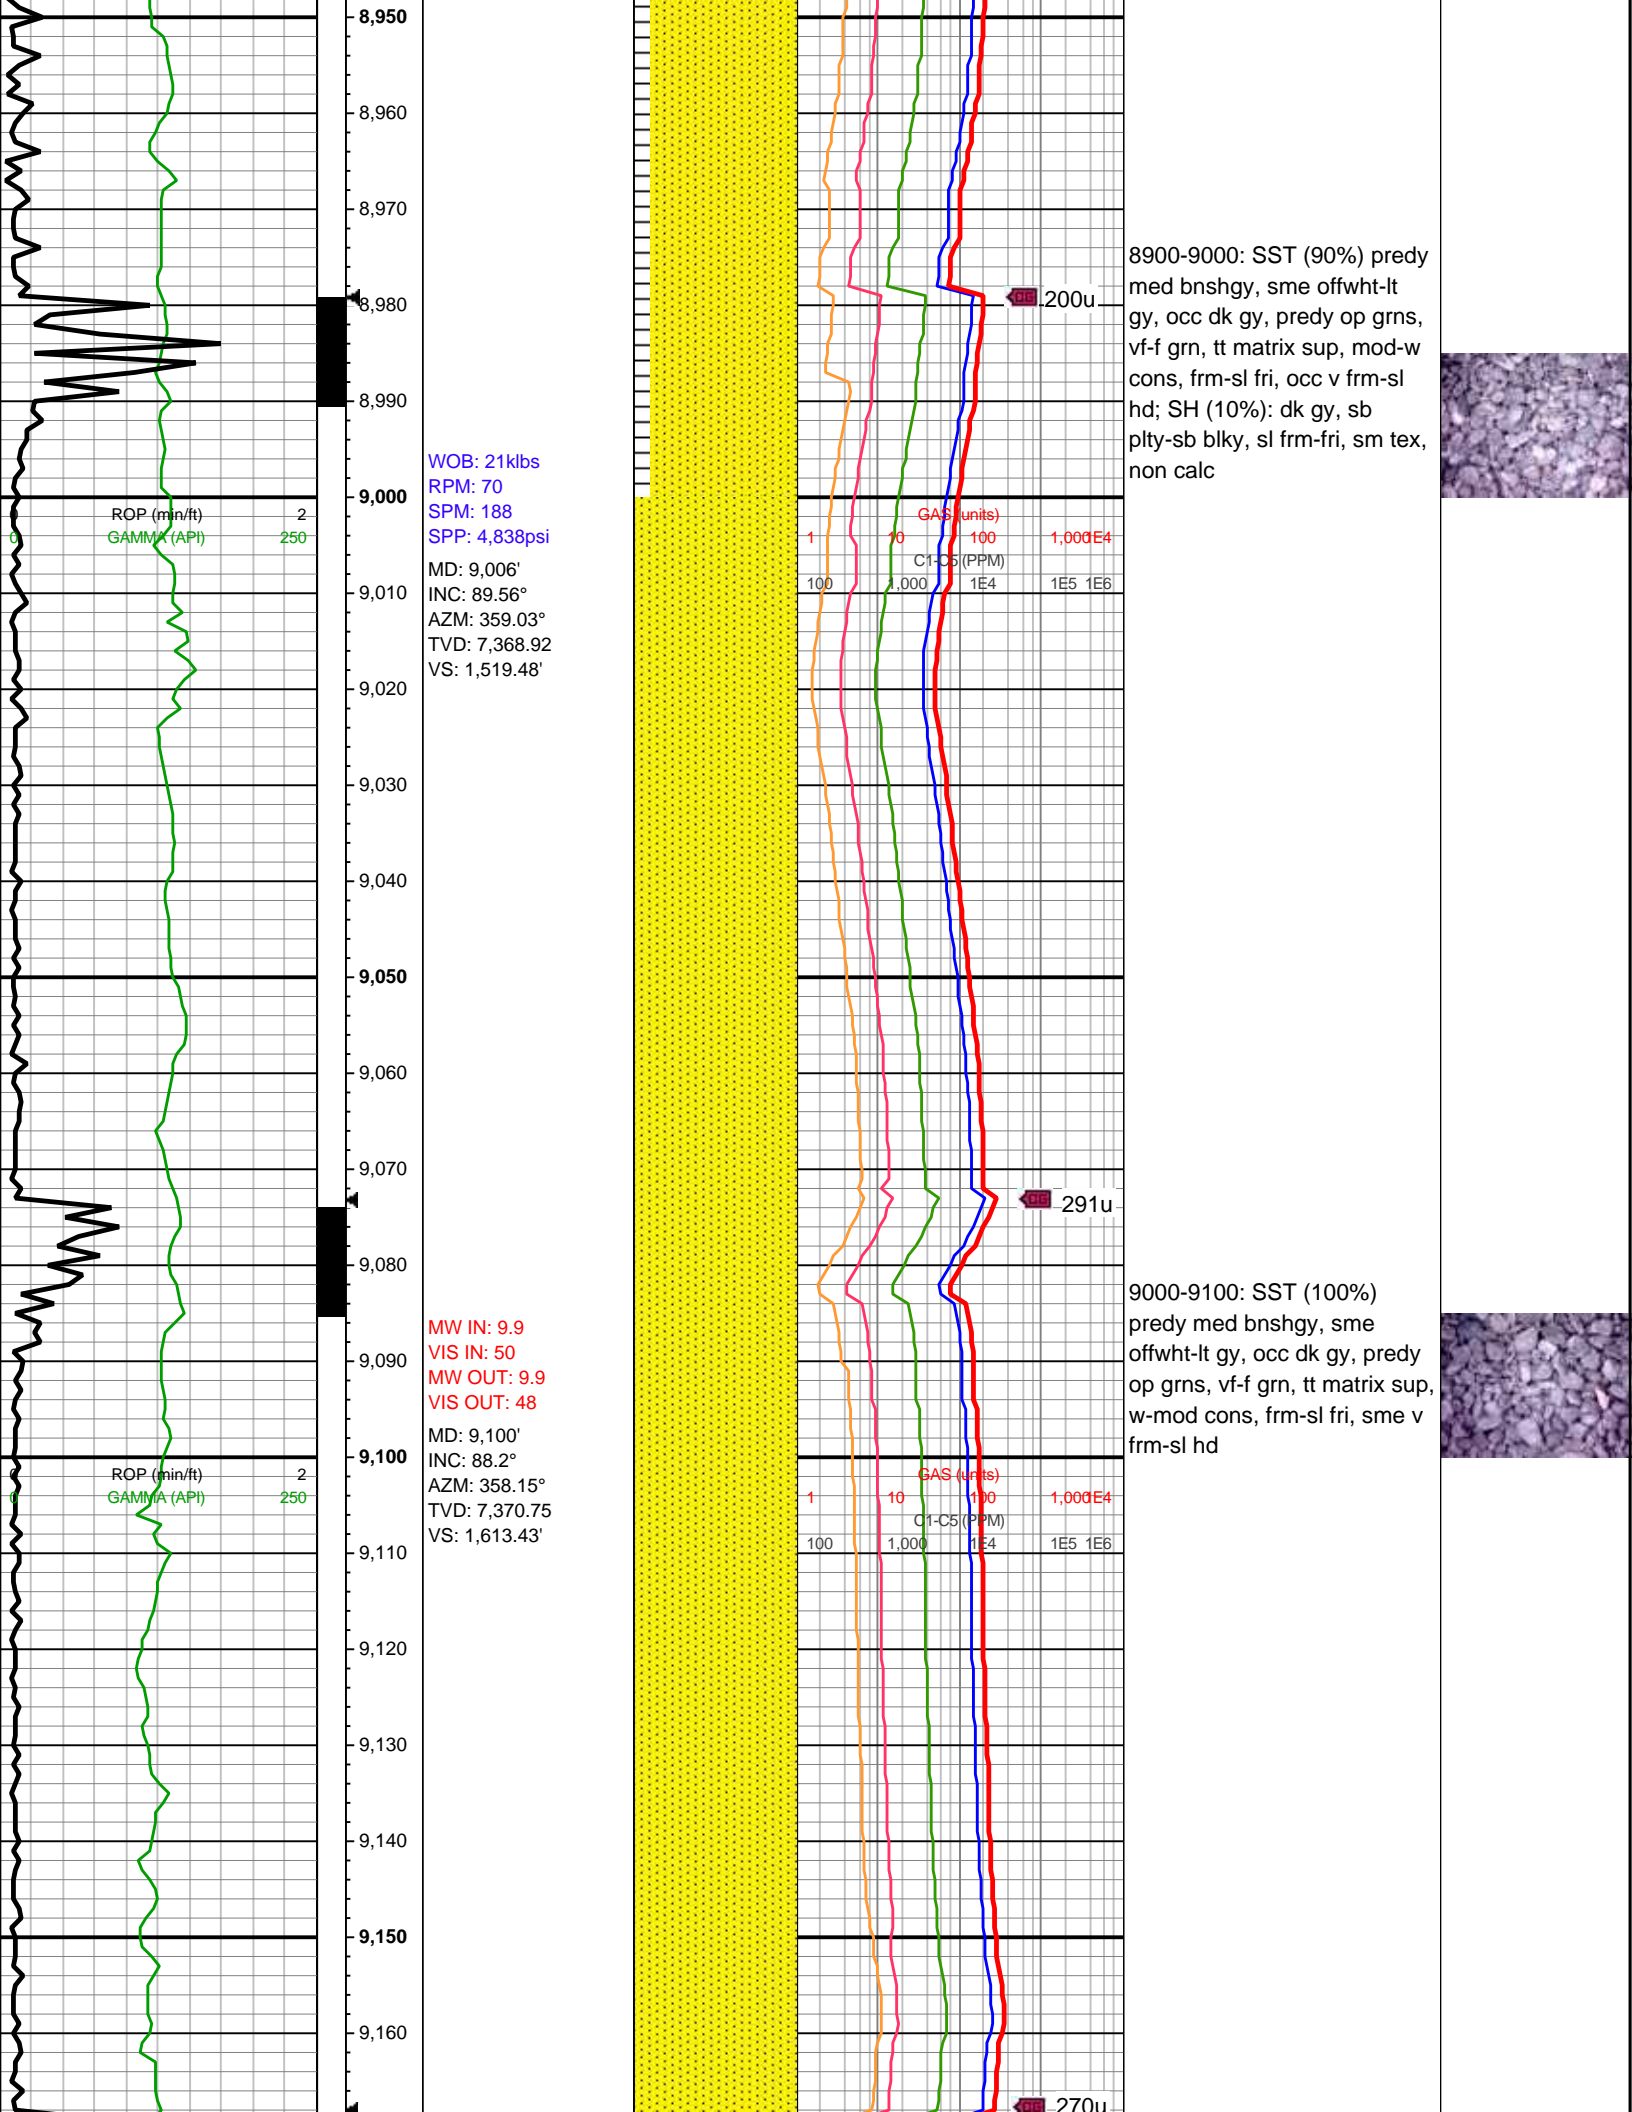 8,950
8,960
8,970
8900-9000: SST (90%) predy
med bnshgy, sme offwht-lt
gy, occ dk gy, predy op grns,
vf-f grn, tt matrix sup, mod-w
cons, frm-sl fri, occ v frm-sl
hd; SH (10%): dk gy, sb
plty-sb blky, sl frm-fri, sm tex,
non calc
CG 200u
8,980
8,990
WOB: 21klbs
RPM: 70
SPM: 188
SPP: 4,838psi
9,000
0 ROP (min/ft) 2
0 GAMMA (API) 250
GAS (units)
1 10 100 1,000 1E4
C1-C5 (PPM)
100 1,000 1E4 1E5 1E6
MD: 9,006'
INC: 89.56°
AZM: 359.03°
TVD: 7,368.92
VS: 1,519.48'
9,010
9,020
9,030
9,040
9,050
9,060
9,070
CG 291u
9,080
9000-9100: SST (100%)
predy med bnshgy, sme
offwht-lt gy, occ dk gy, predy
op grns, vf-f grn, tt matrix sup,
w-mod cons, frm-sl fri, sme v
frm-sl hd
MW IN: 9.9
VIS IN: 50
MW OUT: 9.9
VIS OUT: 48
9,090
MD: 9,100'
INC: 88.2°
AZM: 358.15°
TVD: 7,370.75
VS: 1,613.43'
9,100
0 ROP (min/ft) 2
0 GAMMA (API) 250
GAS (units)
1 10 100 1,000 1E4
C1-C5 (PPM)
100 1,000 1E4 1E5 1E6
9,110
9,120
9,130
9,140
9,150
9,160
CG 270u